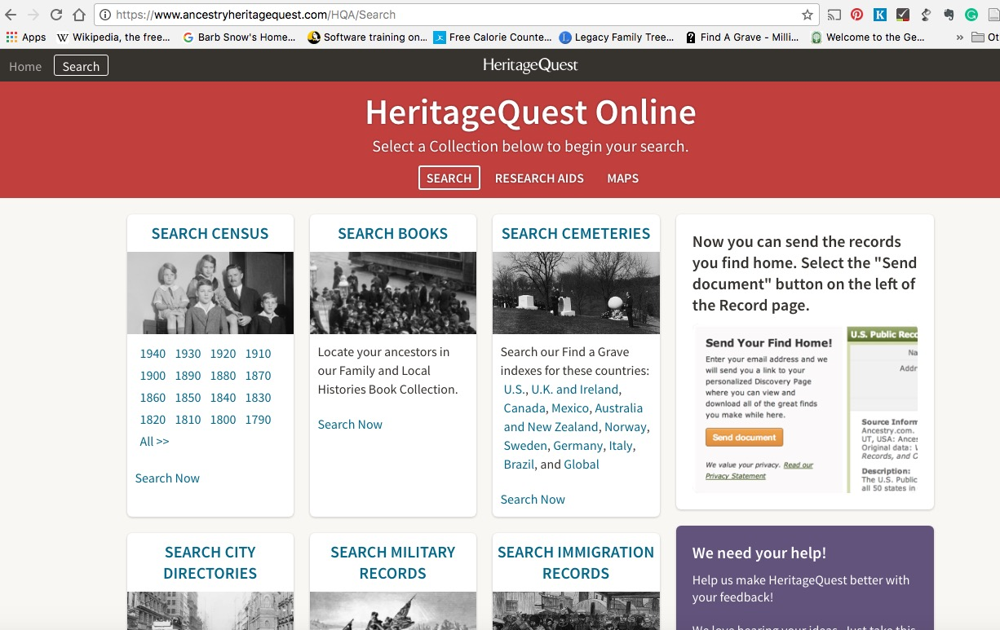 https://www.ancestryheritagequest.com/HQA/Search
Apps Wikipedia, the free... Barb Snow's Home... Software training on... Free Calorie Counte... Legacy Family Tree... Find A Grave - Milli... Welcome to the Ge... » Ot
Home Search HeritageQuest
HeritageQuest Online
Select a Collection below to begin your search.
SEARCH RESEARCH AIDS MAPS
SEARCH CENSUS
1940 1930 1920 1910
1900 1890 1880 1870
1860 1850 1840 1830
1820 1810 1800 1790
All >>
Search Now
SEARCH BOOKS
Locate your ancestors in
our Family and Local
Histories Book Collection.
Search Now
SEARCH CEMETERIES
Search our Find a Grave
indexes for these countries:
U.S., U.K. and Ireland,
Canada, Mexico, Australia
and New Zealand, Norway,
Sweden, Germany, Italy,
Brazil, and Global
Search Now
Now you can send the records
you find home. Select the "Send
document" button on the left of
the Record page.
Send Your Find Home!
Enter your email address and we
will send you a link to your
personalized Discovery Page
where you can view and
download all of the great finds
you make while here.
Send document
We value your privacy. Read our
Privacy Statement
U.S. Public Reco
Na
Addr
Source Inform
Ancestry.com.
UT, USA: Ances
Original data: V
Records, and C
Description:
The U.S. Public
all 50 states in
SEARCH CITY
DIRECTORIES
SEARCH MILITARY
RECORDS
SEARCH IMMIGRATION
RECORDS
We need your help!
Help us make HeritageQuest better with
your feedback!
We love hearing your ideas. Just take this